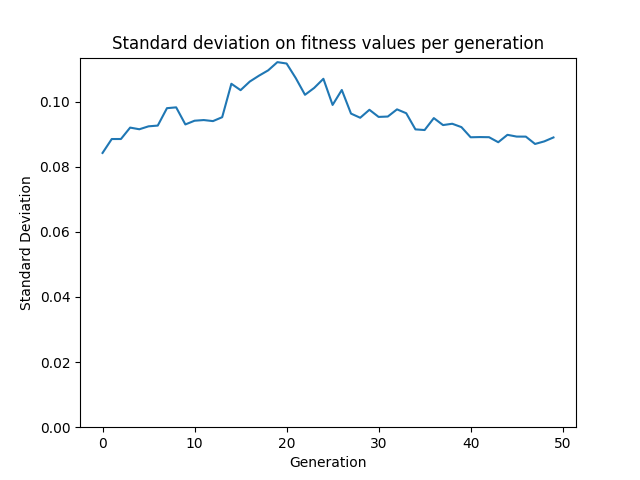 Standard deviation on fitness values per generation
0.10
0.08
0.06
0.04
0.02
0.00
Standard Deviation
0 10 20 30 40 50
Generation